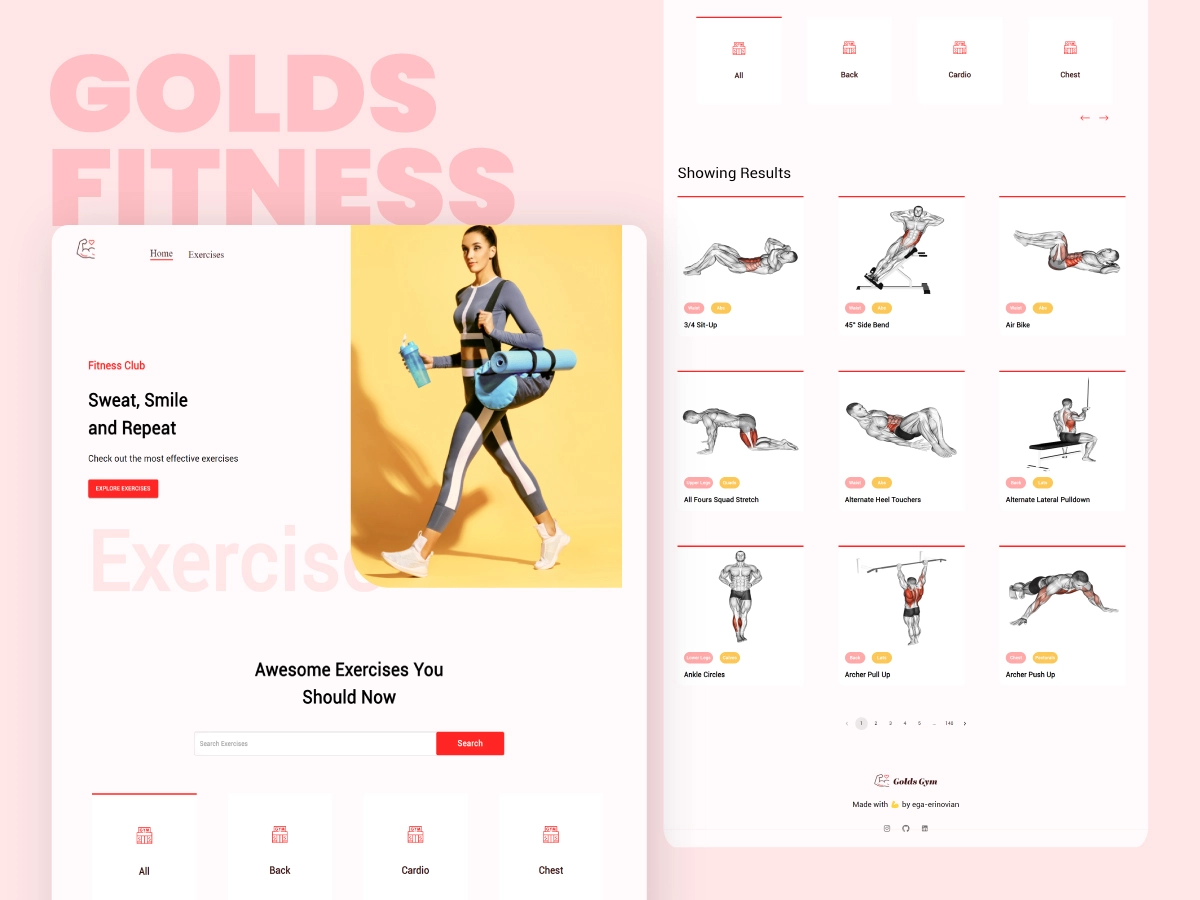 GOLDS
FITNESS
Home
Exercises
Fitness Club
Sweat, Smile
and Repeat
Check out the most effective exercises
EXPLORE EXERCISES
Exercise
Awesome Exercises You
Should Now
Search Exercises
Search
All
Back
Cardio
Chest
All
Back
Cardio
Chest
Showing Results
Waist Abs
3/4 Sit-Up
Waist Abs
45° Side Bend
Waist Abs
Air Bike
Upper Legs Quads
All Fours Squad Stretch
Waist Abs
Alternate Heel Touchers
Back Lats
Alternate Lateral Pulldown
Lower Legs Calves
Ankle Circles
Back Lats
Archer Pull Up
Chest Pectorals
Archer Push Up
1 2 3 4 5 ... 146
Golds Gym
Made with 💪 by ega-erinovian